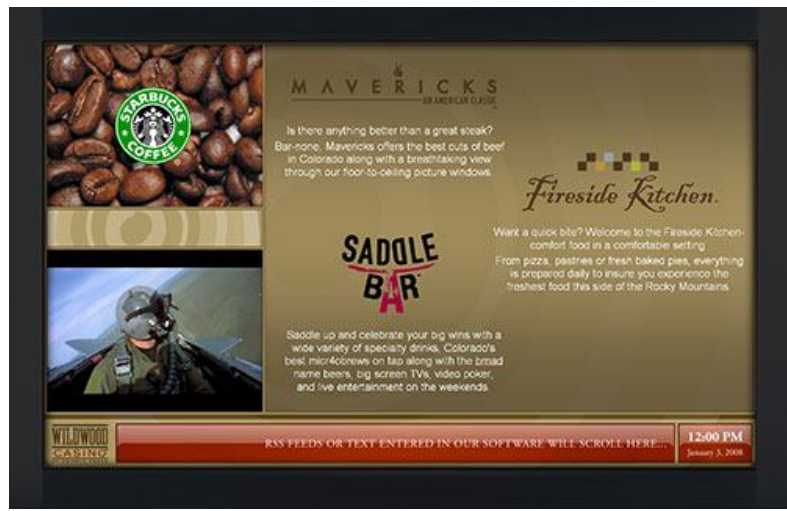 STARBUCKS
COFFEE
MAVERICKS
AN AMERICAN CLASSIC
Is there anything better than a great steak?
Bar-none. Mavericks offers the best cuts of beef
in Colorado along with a breathtaking view
through our floor-to-ceiling picture windows.
SADDLE
BAR
Saddle up and celebrate your big wins with a
wide variety of specialty drinks, Colorado's
best micr4obrews on tap along with the broad
name beers, big screen TVs, video poker,
and live entertainment on the weekends.
Fireside Kitchen.
Want a quick bite? Welcome to the Fireside Kitchen-
comfort food in a comfortable setting
From pizza, pastries or fresh baked pies, everything
is prepared daily to insure you experience the
freshest food this side of the Rocky Mountains.
WILDWOOD
CASINO
RSS FEEDS OR TEXT ENTERED IN OUR SOFTWARE WILL SCROLL HERE...
12:00 PM
January 3, 2008